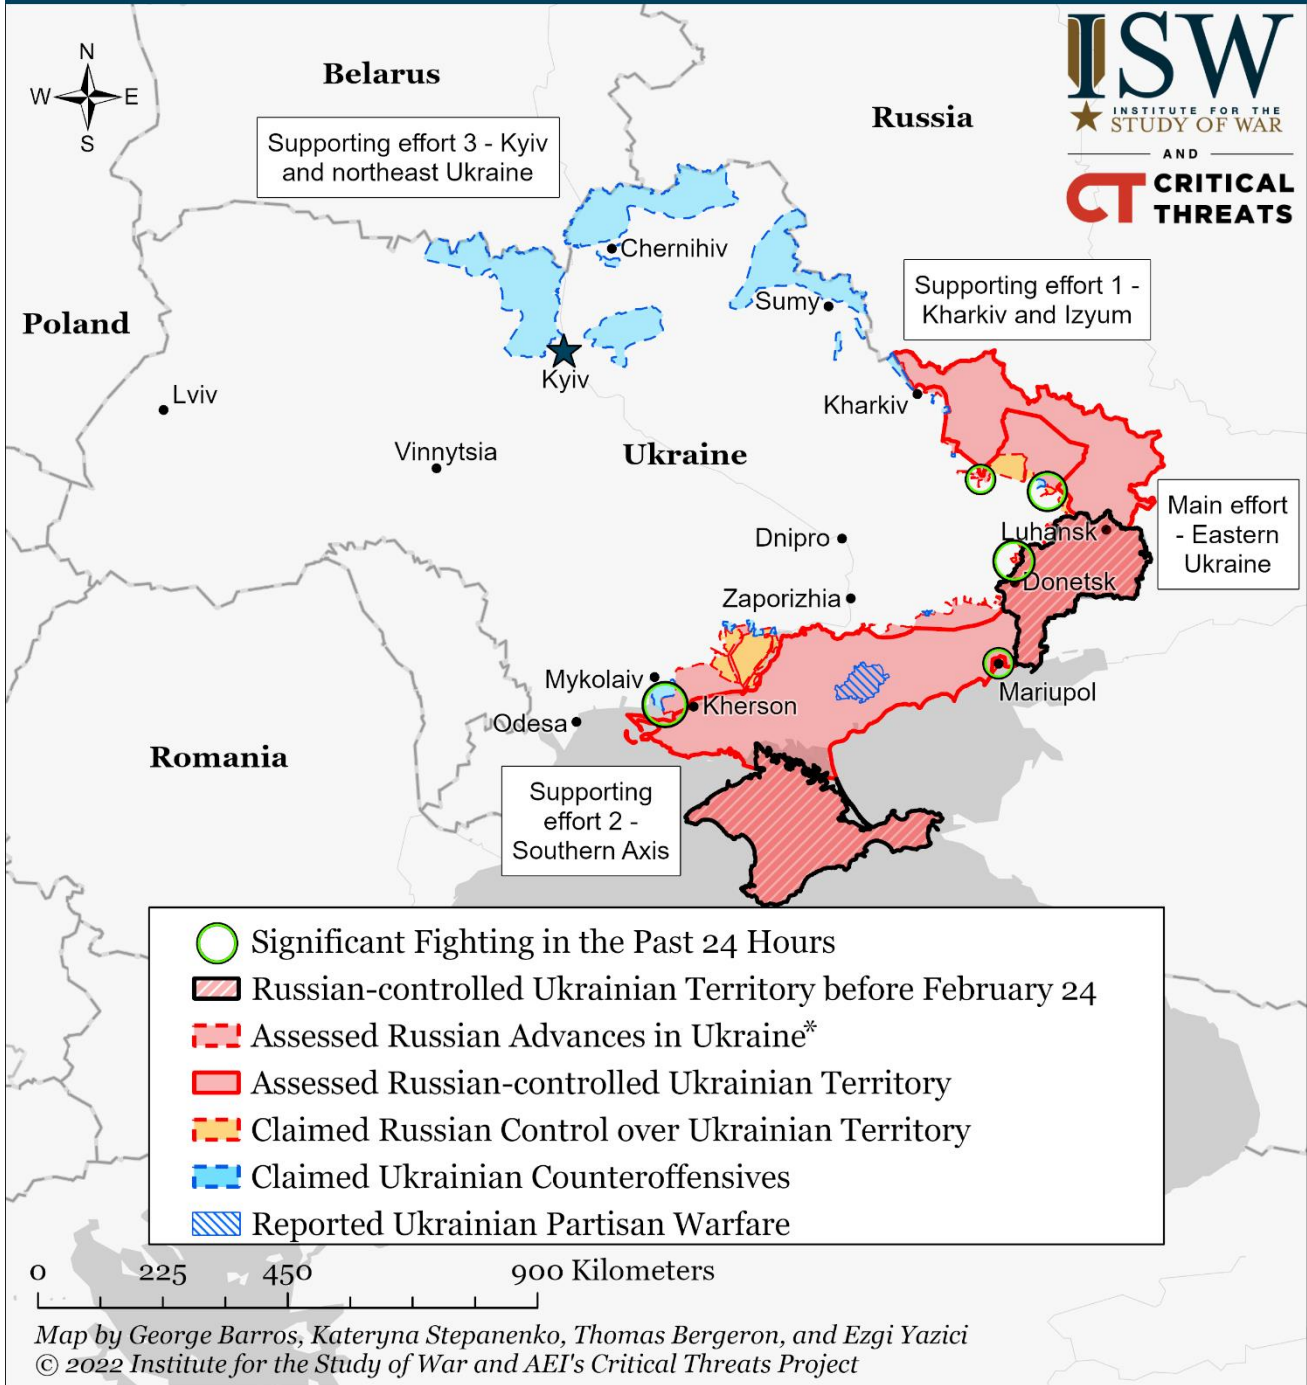 N
W
E
S
Belarus
Russia
ISW
INSTITUTE FOR THE
STUDY OF WAR
AND
CT CRITICAL
THREATS
Supporting effort 3 - Kyiv
and northeast Ukraine
Chernihiv
Sumy
Supporting effort 1 -
Kharkiv and Izyum
Poland
Kyiv
Lviv
Kharkiv
Vinnytsia
Ukraine
Main effort
- Eastern
Ukraine
Dnipro
Luhansk
Donetsk
Zaporizhia
Mykolaiv
Mariupol
Kherson
Odesa
Romania
Supporting
effort 2 -
Southern Axis
Significant Fighting in the Past 24 Hours
Russian-controlled Ukrainian Territory before February 24
Assessed Russian Advances in Ukraine*
Assessed Russian-controlled Ukrainian Territory
Claimed Russian Control over Ukrainian Territory
Claimed Ukrainian Counteroffensives
Reported Ukrainian Partisan Warfare
0 225 450 900 Kilometers
Map by George Barros, Kateryna Stepanenko, Thomas Bergeron, and Ezgi Yazici
© 2022 Institute for the Study of War and AEI's Critical Threats Project